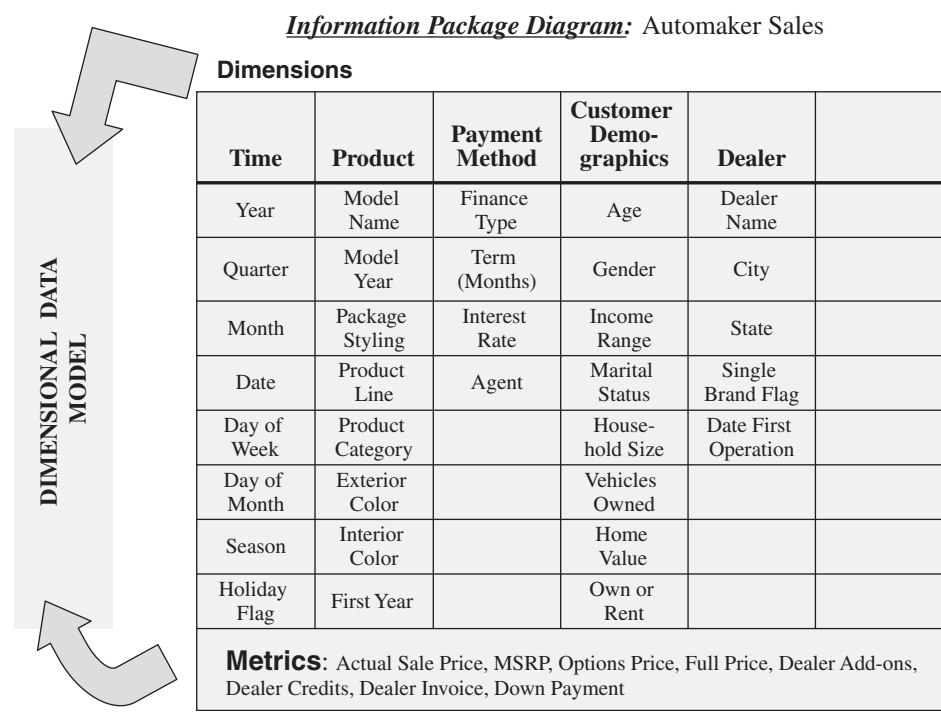 Information Package Diagram: Automaker Sales
Dimensions
DIMENSIONAL DATA
MODEL
Time
Product
Payment
Method
Customer
Demo-
graphics
Dealer
Year
Model
Name
Finance
Type
Age
Dealer
Name
Quarter
Model
Year
Term
(Months)
Gender
City
Month
Package
Styling
Interest
Rate
Income
Range
State
Date
Product
Line
Agent
Marital
Status
Single
Brand Flag
Day of
Week
Product
Category
House-
hold Size
Date First
Operation
Day of
Month
Exterior
Color
Vehicles
Owned
Season
Interior
Color
Home
Value
Holiday
Flag
First Year
Own or
Rent
Metrics: Actual Sale Price, MSRP, Options Price, Full Price, Dealer Add-ons,
Dealer Credits, Dealer Invoice, Down Payment